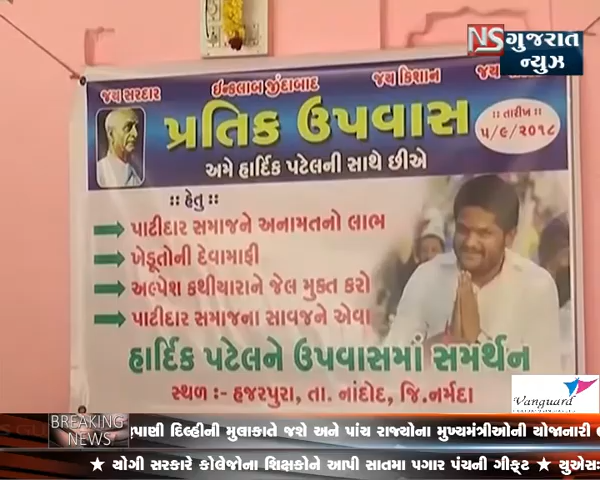 NS ગુજરાત
ન્યુઝ
જય સરદાર ઈન્કલાબ જીંદાબાદ જય કિશાન જય
પ્રતિક ઉપવાસ
:: તારીખ ::
૫/૯/૨૦૧૮
અમે હાર્દિક પટેલની સાથે છીએ
:: હેતુ ::
પાટીદાર સમાજને અનામતનો લાભ
ખેડૂતોની દેવામાફી
અલ્પેશ કથીયારાને જેલ મુક્ત કરો
પાટીદાર સમાજના સાવજને એવા
હાર્દિક પટેલને ઉપવાસમાં સમર્થન
સ્થળ :- હજરપુરા, તા. નાંદોદ, જિ.નર્મદા
Vanguard
BREAKING
NEWS
દિલ્હીની મુલાકાતે જશે અને પાંચ રાજ્યોના મુખ્યમંત્રીઓની યોજાનારી
★ યોગી સરકારે કોલેજોના શિક્ષકોને આપી સાતમા પગાર પંચની ગીફ્ટ ★